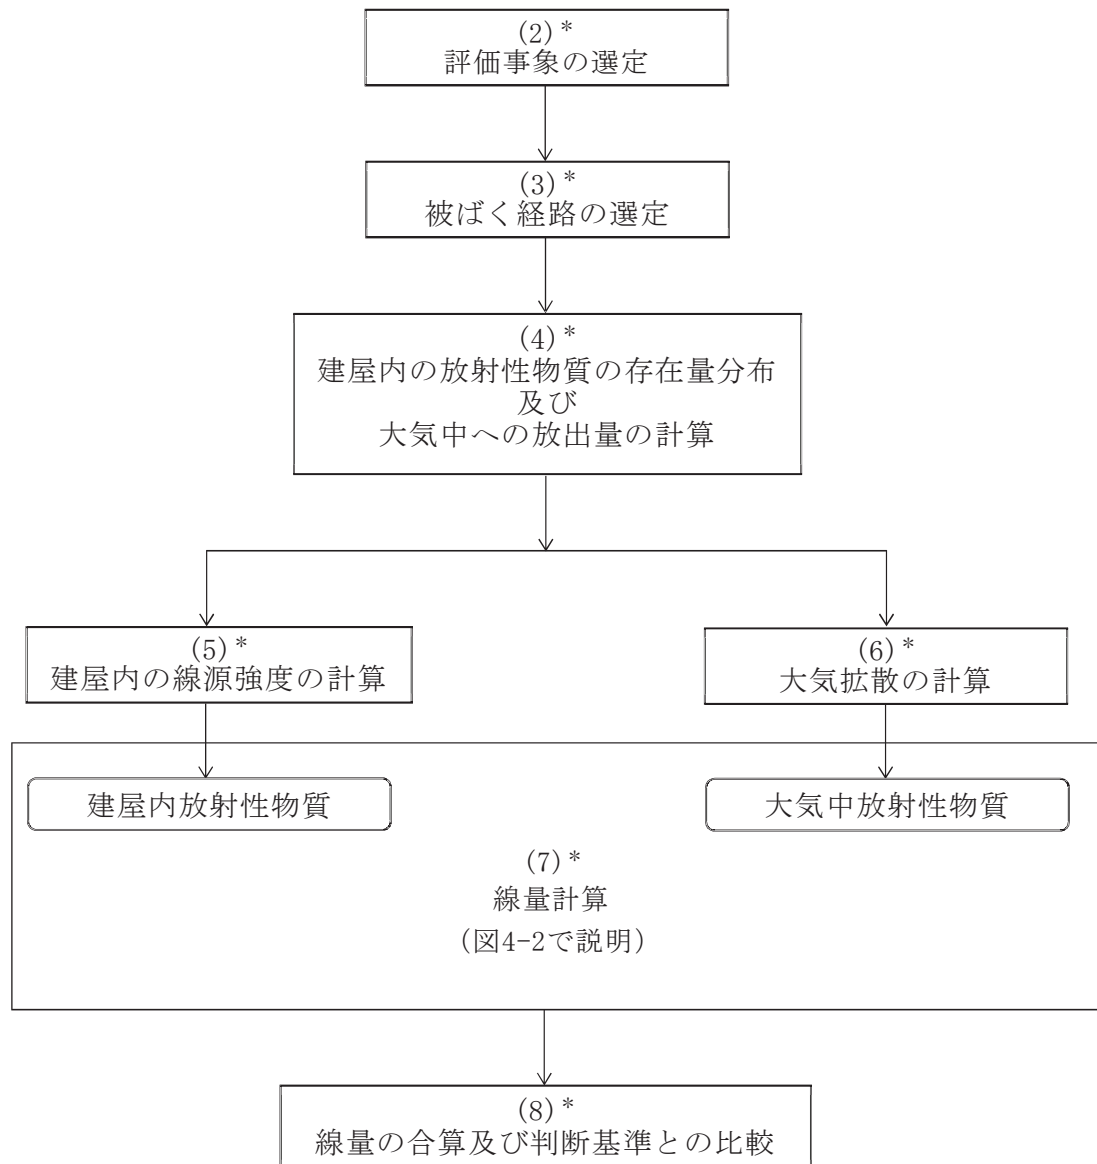 (2)*
評価事象の選定
(3)*
被ばく経路の選定
(4)*
建屋内の放射性物質の存在量分布
及び
大気中への放出量の計算
(5)*
建屋内の線源強度の計算
(6)*
大気拡散の計算
建屋内放射性物質
大気中放射性物質
(7)*
線量計算
(図4-2で説明)
(8)*
線量の合算及び判断基準との比較